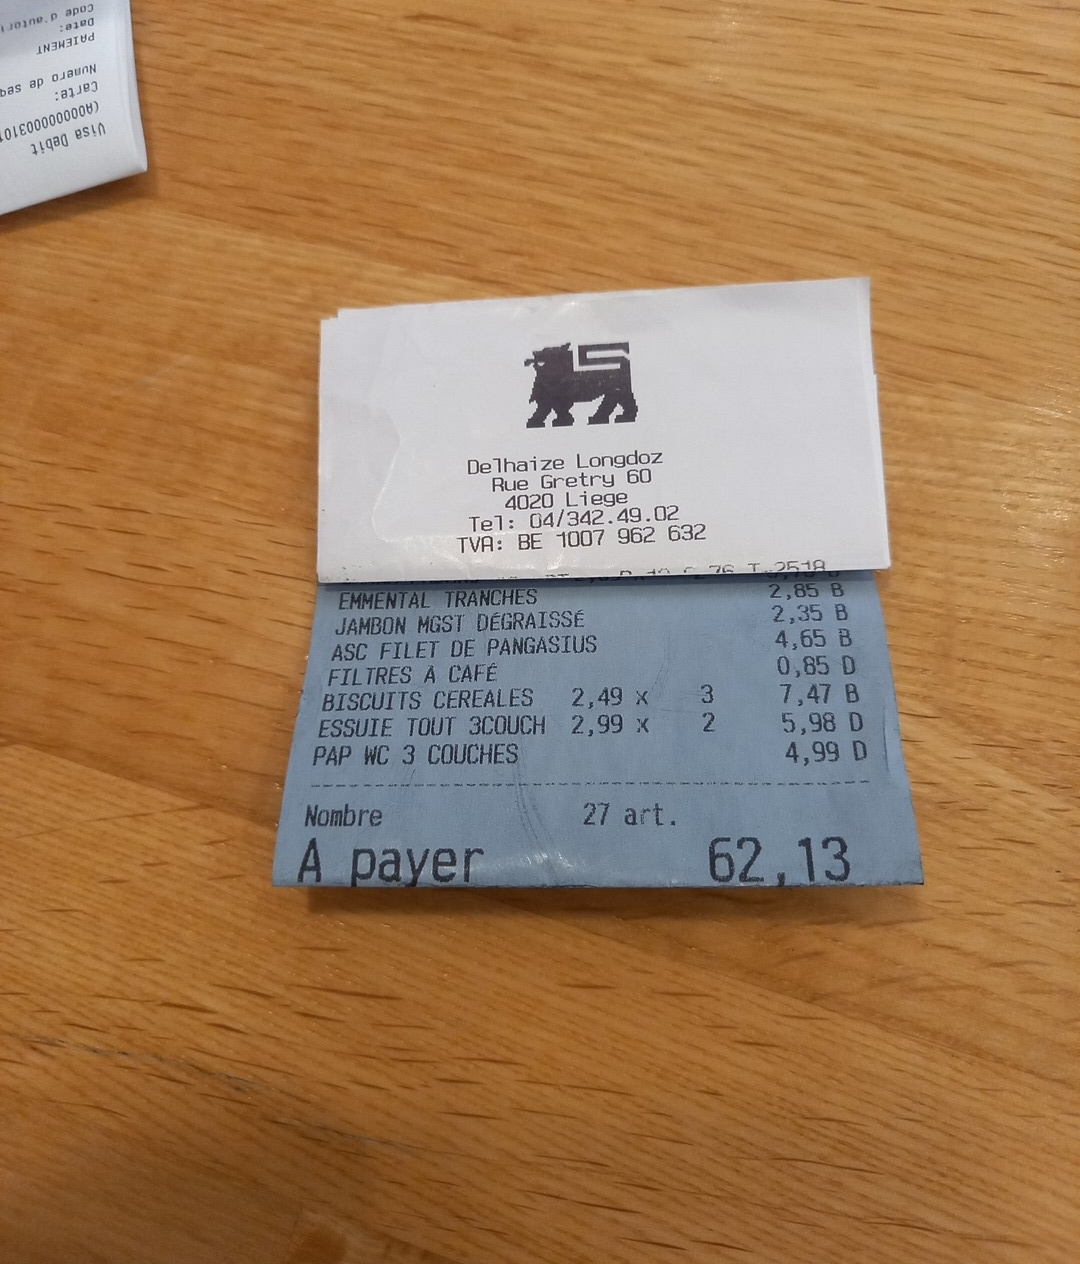 Code d'autori
Date:
PAIEMENT
Numero de seq
Carte:
Visa Debit
Delhaize Longdoz
Rue Gretry 60
4020 Liege
Tel: 04/342.49.02
TVA: BE 1007 962 632
EMMENTAL TRANCHES 2,85 B
JAMBON MGST DÉGRAISSÉ 2,35 B
ASC FILET DE PANGASIUS 4,65 B
FILTRES À CAFÉ 0,85 D
BISCUITS CEREALES 2,49 x 3 7,47 B
ESSUIE TOUT 3COUCH 2,99 x 2 5,98 D
PAP WC 3 COUCHES 4,99 D
Nombre 27 art.
A payer 62,13